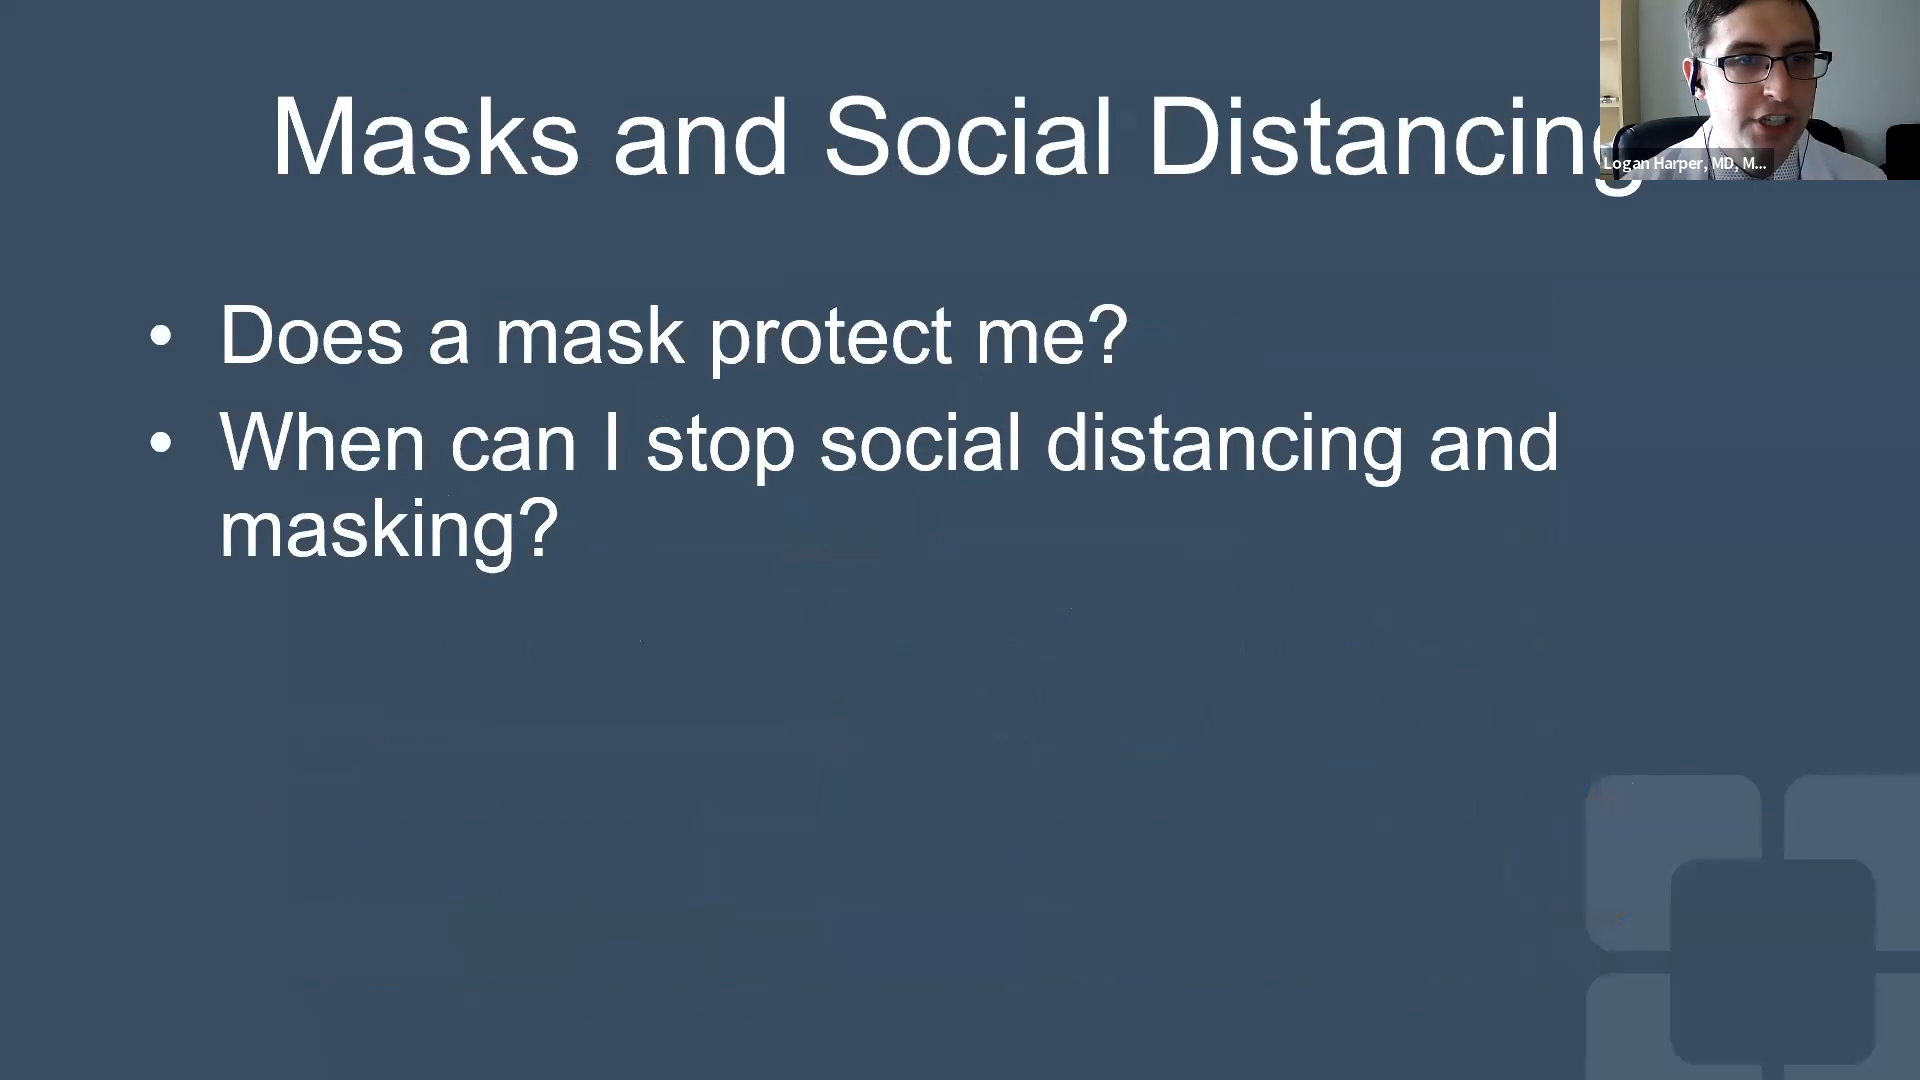 Masks and Social Distancing
Logan Harper, MD, M...
• Does a mask protect me?
• When can I stop social distancing and
masking?